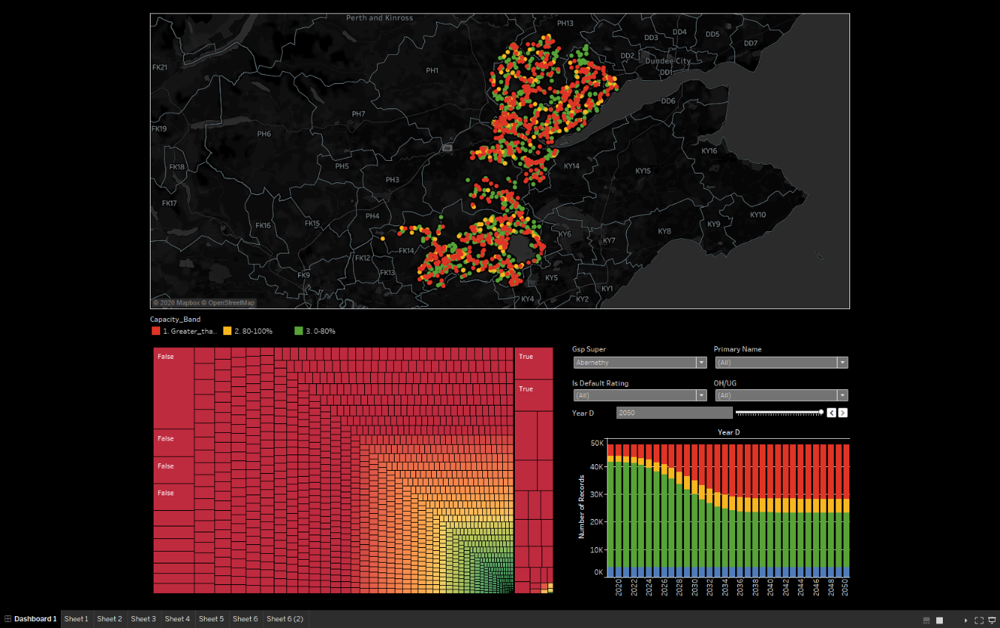 Perth and Kinross
PH13
DD3
DD4
DD5
DD7
DD2
Dundee City
DD1
FK21
PH1
DD6
PH7
FK19
PH6
KY16
FK18
PH5
KY14
KY15
PH3
FK17
PH4
KY10
FK16
FK15
KY9
KY6
KY8
KY7
FK14
FK12
FK13
FK9
KY5
KY1
KY4
KY2
© 2020 Mapbox © OpenStreetMap
Capacity_Band
1. Greater_tha..
2. 80-100%
3. 0-80%
False
True
True
False
False
False
Gsp Super
Primary Name
Abernethy
(All)
Is Default Rating
OH/UG
(All)
(All)
Year D
2050
Year D
50K
40K
30K
20K
10K
0K
Number of Records
2020
2022
2024
2026
2028
2030
2032
2034
2036
2038
2040
2042
2044
2046
2048
2050
Dashboard 1
Sheet 1
Sheet 2
Sheet 3
Sheet 4
Sheet 5
Sheet 6
Sheet 6 (2)